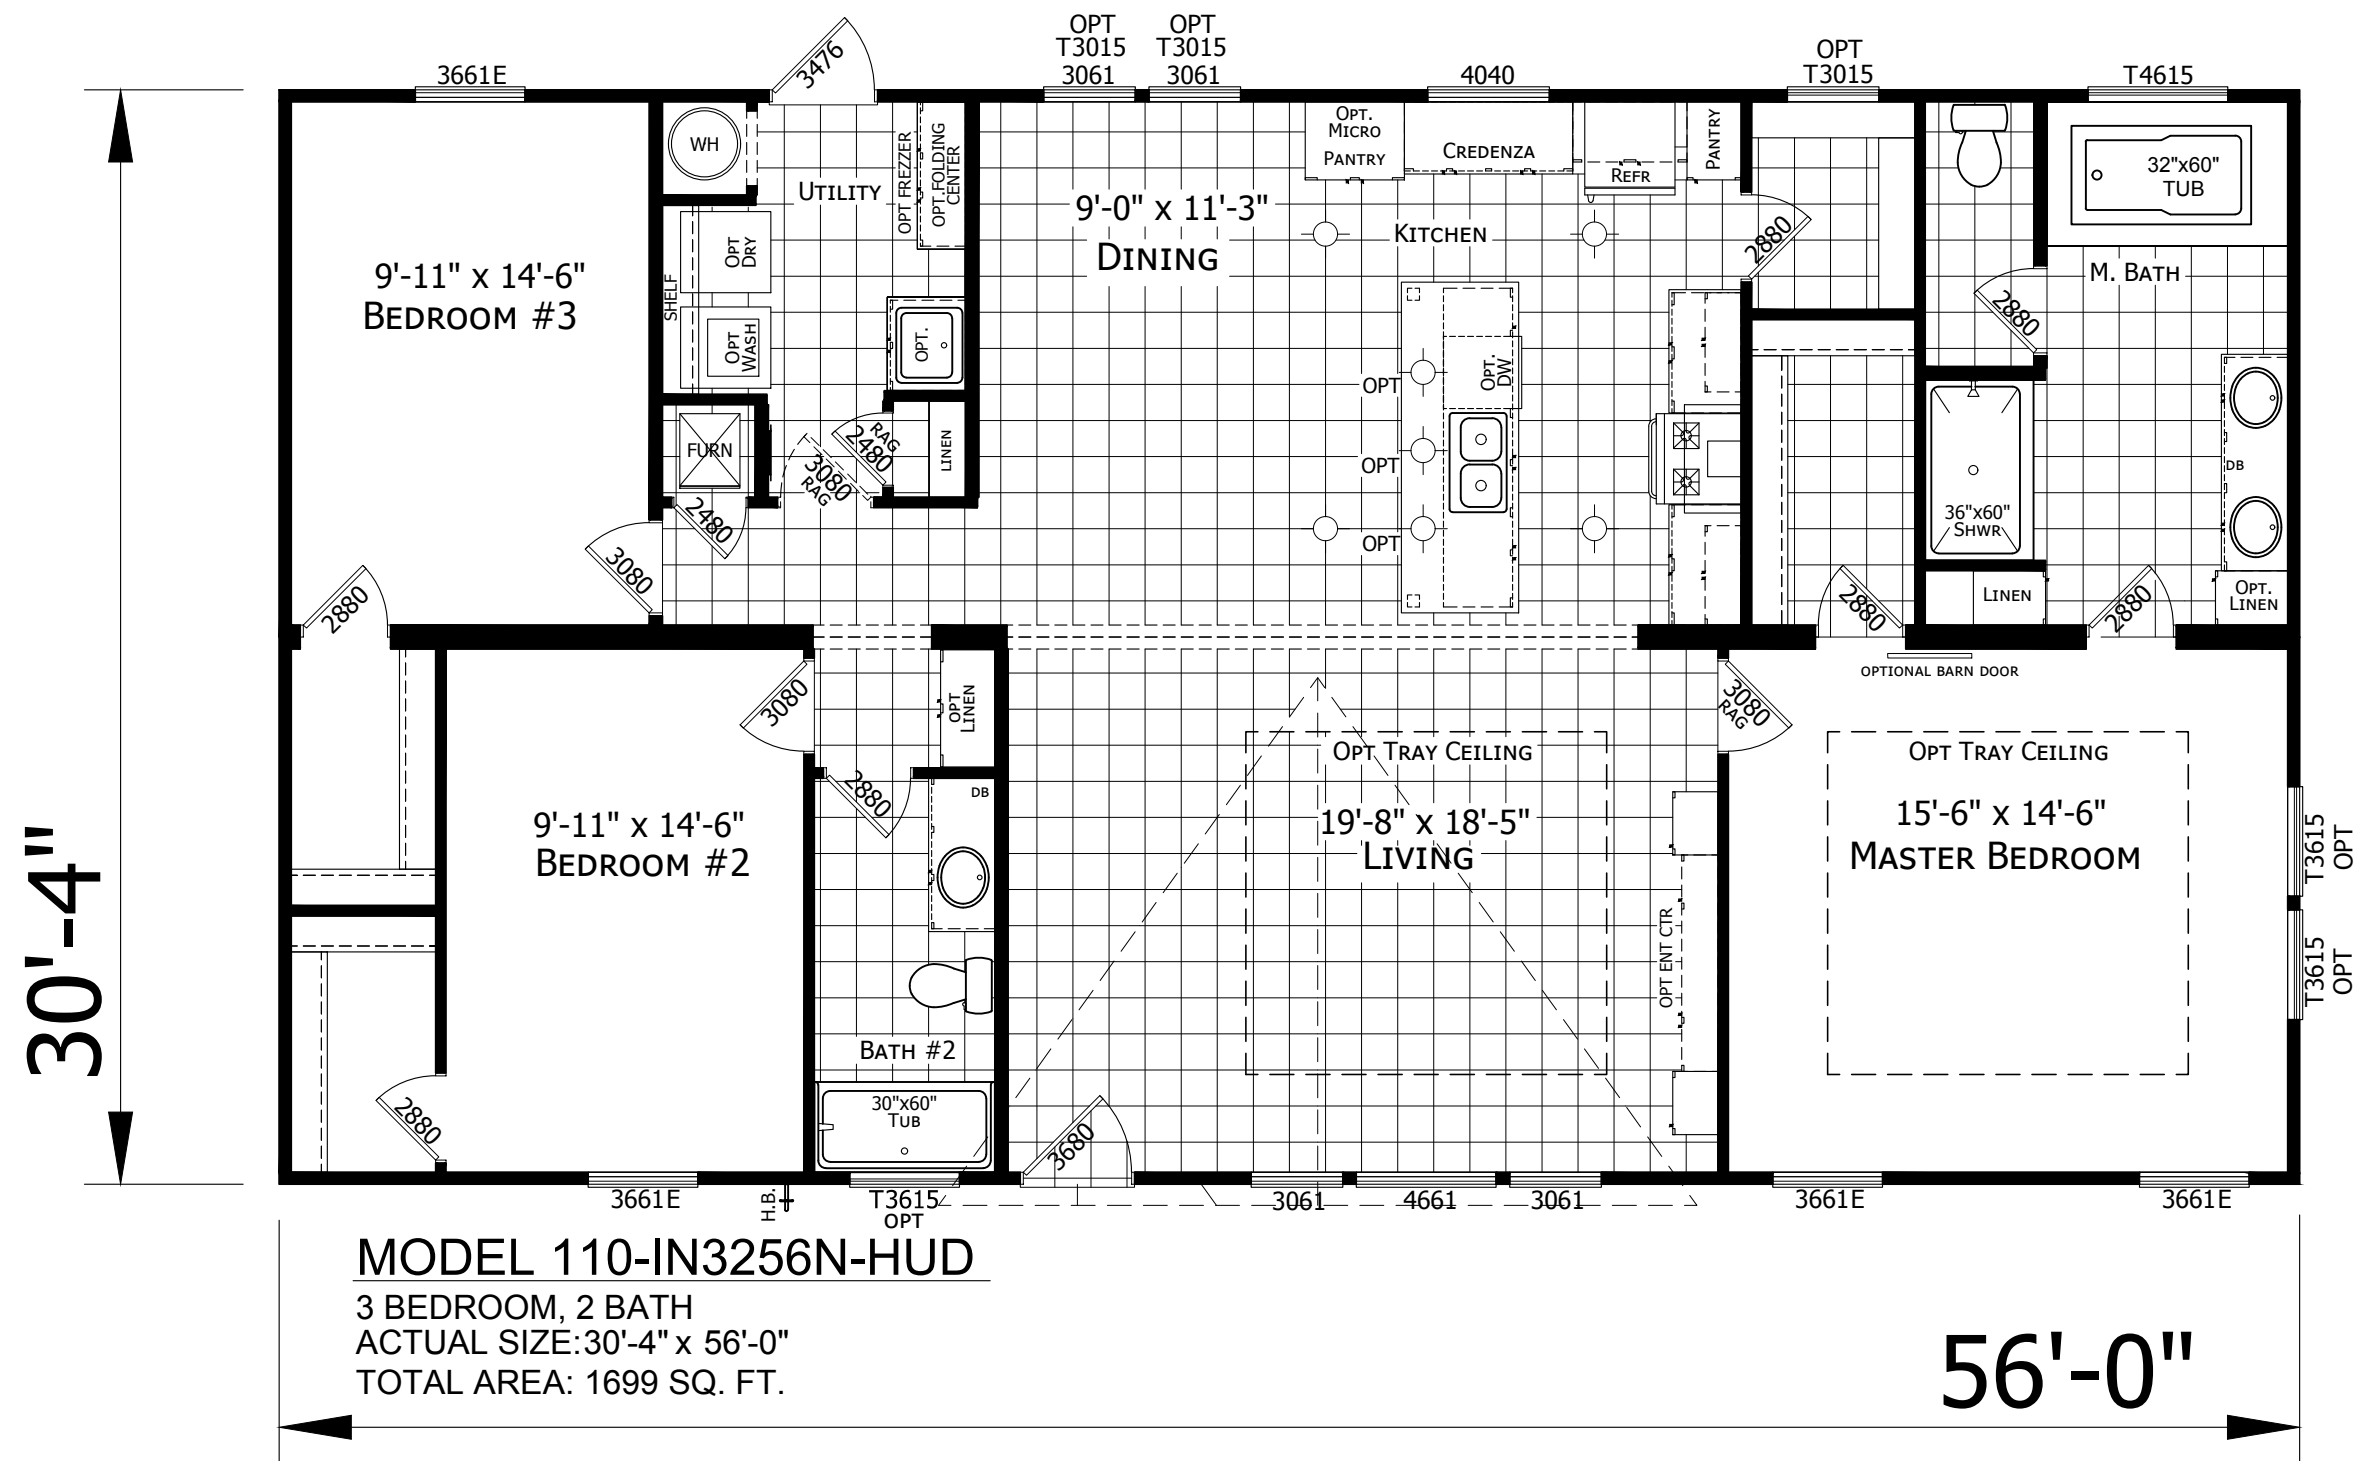 OPT
T3015
3061
OPT
T3015
3061
3661E
3476
4040
OPT
T3015
T4615
WH
UTILITY
OPT FREZZER
OPT.FOLDING
CENTER
OPT.
MICRO
PANTRY
CREDENZA
REFR
PANTRY
32"x60"
TUB
9'-11" x 14'-6"
BEDROOM #3
SHELF
OPT
DRY
OPT
WASH
OPT.
9'-0" x 11'-3"
DINING
KITCHEN
2880
2880
M. BATH
OPT
OPT
OPT
OPT.
DW
FURN
RAG
2480
3080
RAG
LINEN
2480
3080
2880
36"x60"
SHWR
DB
LINEN
OPT.
LINEN
2880
2880
OPTIONAL BARN DOOR
3080
OPT
LINEN
3080
RAG
2880
DB
OPT TRAY CEILING
19'-8" x 18'-5"
LIVING
OPT ENT CTR
OPT TRAY CEILING
15'-6" x 14'-6"
MASTER BEDROOM
T3615
OPT
T3615
OPT
9'-11" x 14'-6"
BEDROOM #2
30'-4"
BATH #2
30"x60"
TUB
2880
3680
3661E
H.B.
T3615
OPT
3061
4661
3061
3661E
3661E
MODEL 110-IN3256N-HUD
3 BEDROOM, 2 BATH
ACTUAL SIZE:30'-4" x 56'-0"
TOTAL AREA: 1699 SQ. FT.
56'-0"